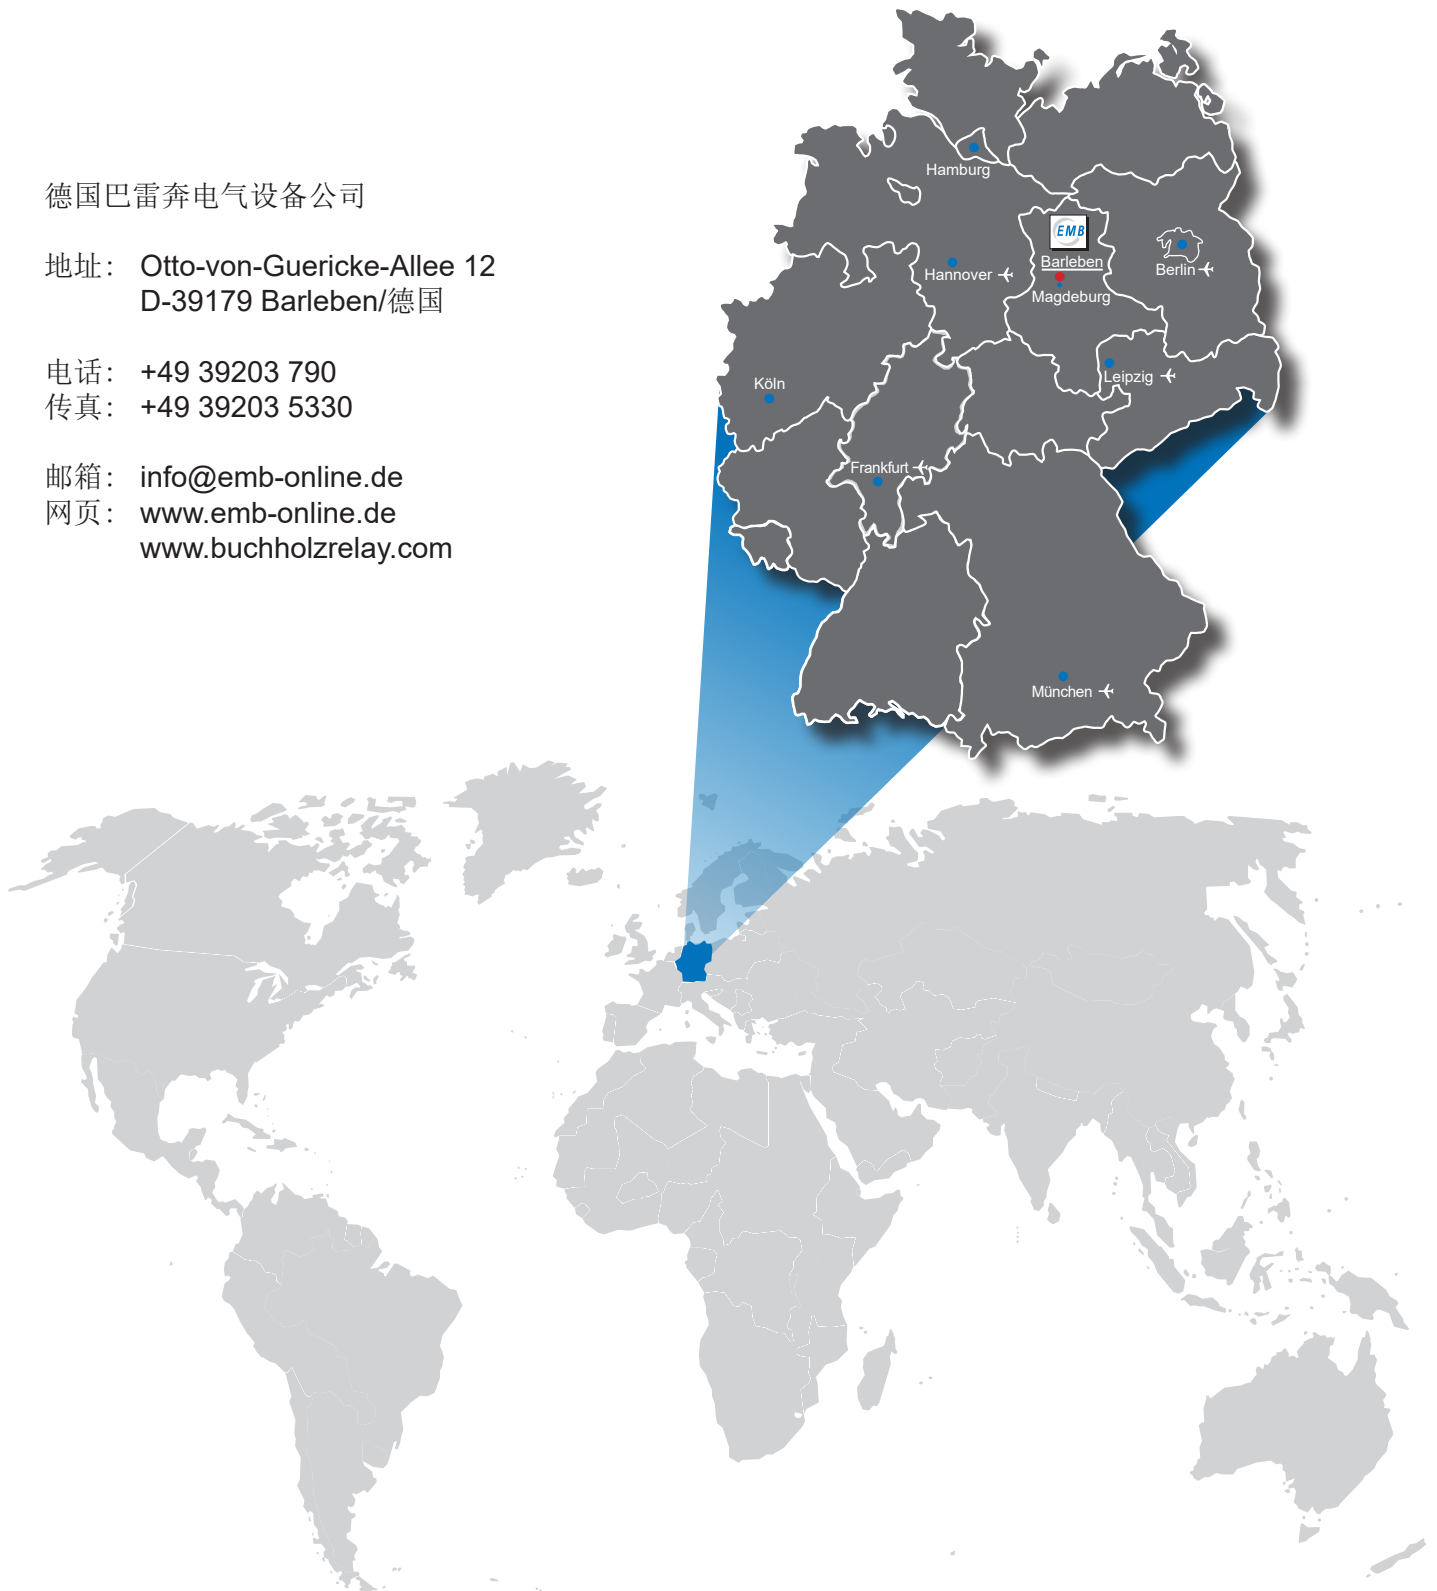 德国巴雷奔电气设备公司
地址： Otto-von-Guericke-Allee 12
D-39179 Barleben/德国
电话： +49 39203 790
传真： +49 39203 5330
邮箱： info@emb-online.de
网页： www.emb-online.de
www.buchholzrelay.com
Hamburg
EMB
Barleben
Hannover
Berlin
Magdeburg
Köln
Leipzig
Frankfurt
München